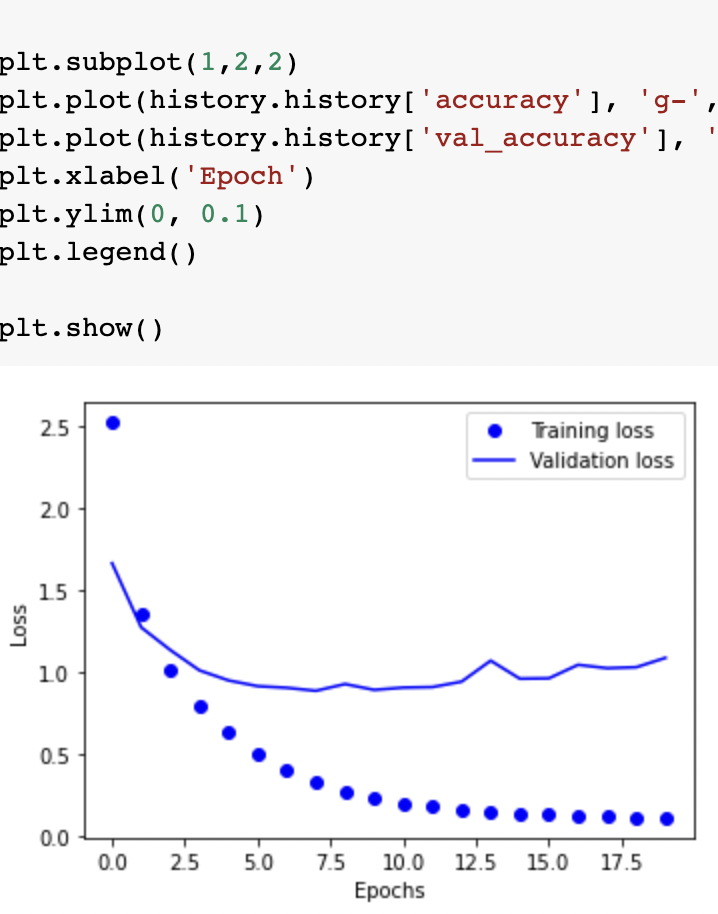 plt.subplot(1,2,2)
plt.plot(history.history['accuracy'], 'g-',
plt.plot(history.history['val_accuracy'], '
plt.xlabel('Epoch')
plt.ylim(0, 0.1)
plt.legend()
plt.show()
Training loss
Validation loss
2.5
2.0
1.5
1.0
0.5
0.0
Loss
0.0 2.5 5.0 7.5 10.0 12.5 15.0 17.5
Epochs